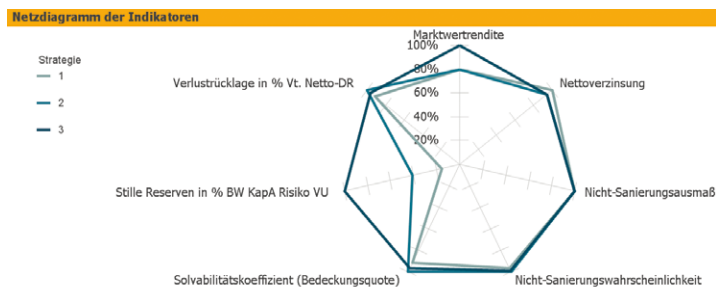 Netzdiagramm der Indikatoren
Marktwertrendite
100%
80%
60%
40%
20%
Strategie
1
2
3
Verlustrücklage in % Vt. Netto-DR
Nettoverzinsung
Stille Reserven in % BW KapA Risiko VU
Nicht-Sanierungsausmaß
Solvabilitätskoeffizient (Bedeckungsquote)
Nicht-Sanierungswahrscheinlichkeit